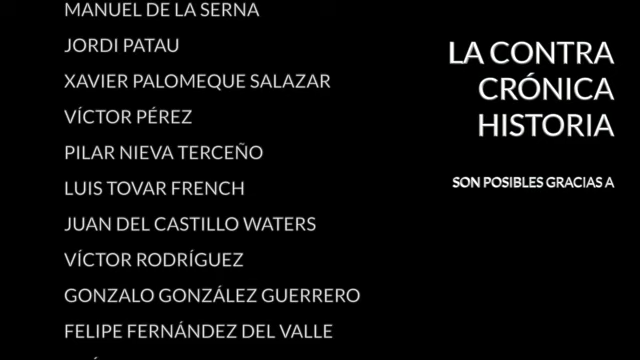 MANUEL DE LA SERNA
JORDI PATAU
XAVIER PALOMEQUE SALAZAR
VÍCTOR PÉREZ
PILAR NIEVA TERCEÑO
LUIS TOVAR FRENCH
JUAN DEL CASTILLO WATERS
VÍCTOR RODRÍGUEZ
GONZALO GONZÁLEZ GUERRERO
FELIPE FERNÁNDEZ DEL VALLE
LA CONTRA
CRÓNICA
HISTORIA
SON POSIBLES GRACIAS A